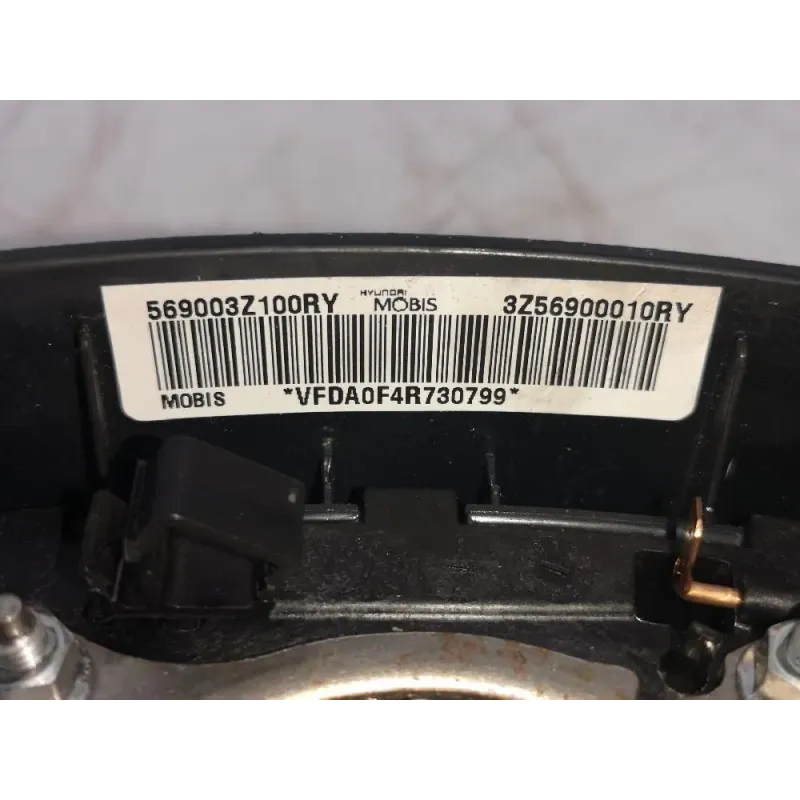 569003Z100RY HYUNDAI MOBIS 3Z56900010RY
MOBIS *VFDA0F4R730799*